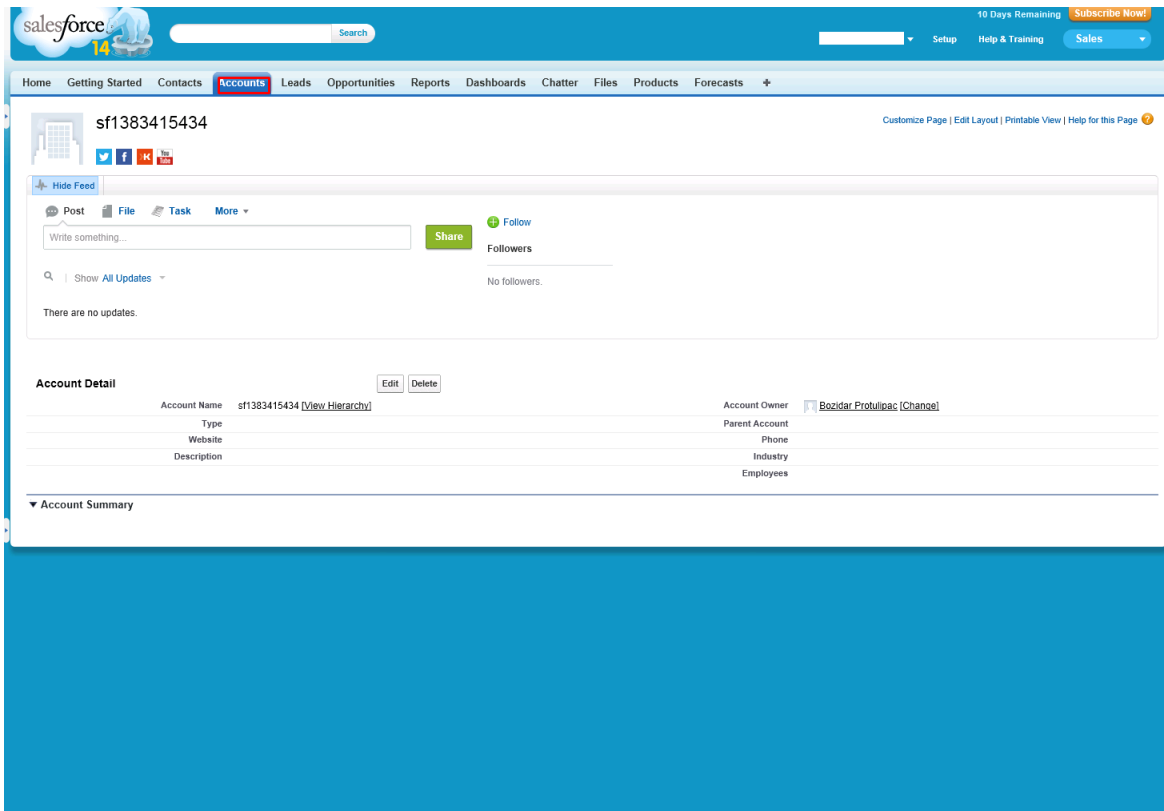 10 Days Remaining Subscribe Now!
salesforce
14
Search
Setup Help & Training Sales
Home Getting Started Contacts Accounts Leads Opportunities Reports Dashboards Chatter Files Products Forecasts +
sf1383415434
Customize Page | Edit Layout | Printable View | Help for this Page ?
f K You Tube
Hide Feed
Post File Task More
Write something...
Share
Follow
Followers
Show All Updates
No followers.
There are no updates.
Account Detail Edit Delete
Account Name sf1383415434 [View Hierarchy] Account Owner Bozidar Protulipac [Change]
Type Parent Account
Website Phone
Description Industry
Employees
Account Summary